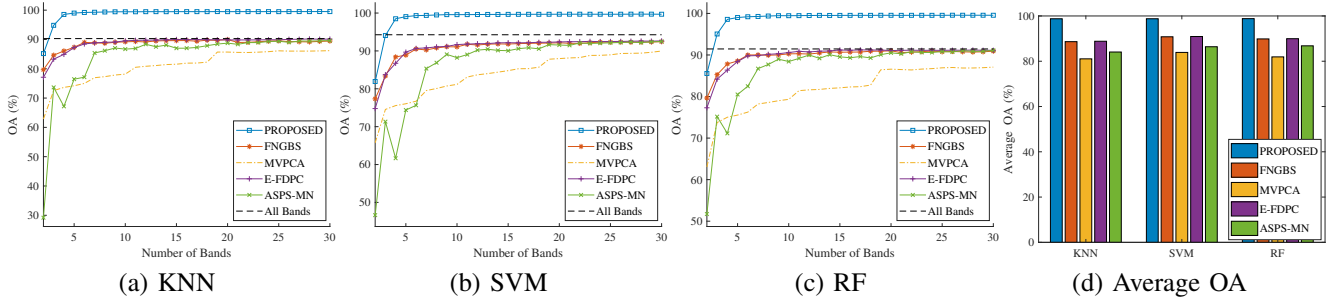 100
90
80
70
60
50
40
30
OA (%)
PROPOSED
FNGBS
MVPCA
E-FDPC
ASPS-MN
All Bands
5 10 15 20 25 30
Number of Bands
(a) KNN
100
90
80
70
60
50
OA (%)
PROPOSED
FNGBS
MVPCA
E-FDPC
ASPS-MN
All Bands
5 10 15 20 25 30
Number of Bands
(b) SVM
100
90
80
70
60
50
OA (%)
PROPOSED
FNGBS
MVPCA
E-FDPC
ASPS-MN
All Bands
5 10 15 20 25 30
Number of Bands
(c) RF
100
80
60
40
20
0
Average OA (%)
PROPOSED
FNGBS
MVPCA
E-FDPC
ASPS-MN
KNN SVM RF
(d) Average OA